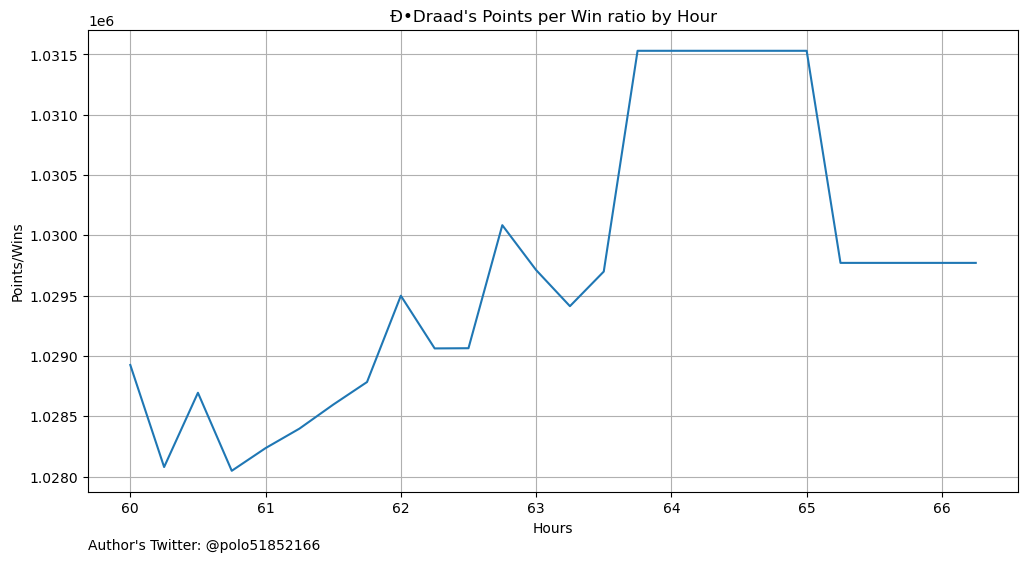 Ð•Draad's Points per Win ratio by Hour
1e6
1.0315
1.0310
1.0305
1.0300
1.0295
1.0290
1.0285
1.0280
Points/Wins
60 61 62 63 64 65 66
Hours
Author's Twitter: @polo51852166